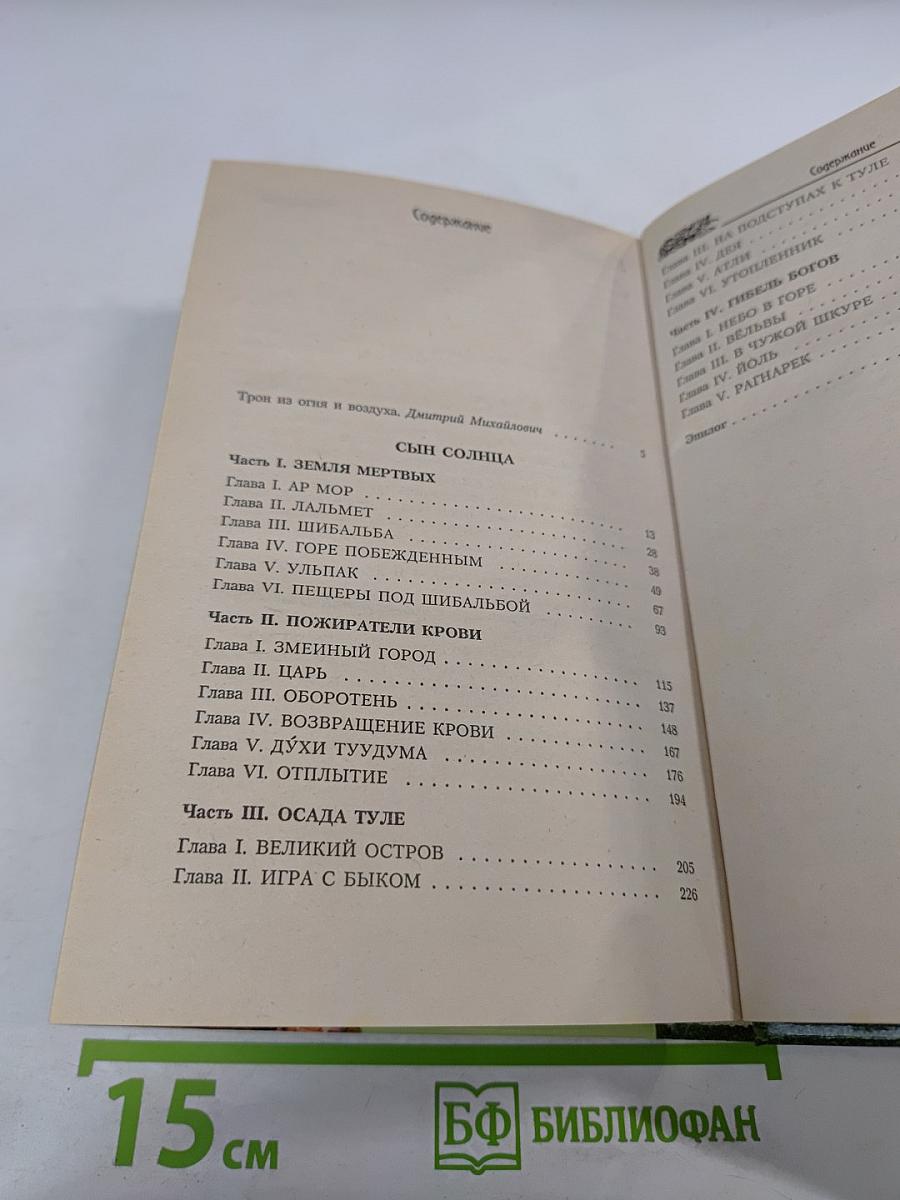 Содержание
Трон из огня и воздуха. Дмитрий Михайлович . . . . . . . 5
СЫН СОЛНЦА
Часть I. ЗЕМЛЯ МЕРТВЫХ
Глава I. АР МОР . . . . . . . . . . . . . . . . . . . . 13
Глава II. ЛАЛЬМЕТ . . . . . . . . . . . . . . . . . . . . 28
Глава III. ШИБАЛЬБА . . . . . . . . . . . . . . . . . . 38
Глава IV. ГОРЕ ПОБЕЖДЕННЫМ . . . . . . . . . . . 49
Глава V. УЛЬПАК . . . . . . . . . . . . . . . . . . . . 67
Глава VI. ПЕЩЕРЫ ПОД ШИБАЛЬБОЙ . . . . . . . . 93
Часть II. ПОЖИРАТЕЛИ КРОВИ
Глава I. ЗМЕИНЫЙ ГОРОД . . . . . . . . . . . . . . . . 115
Глава II. ЦАРЬ . . . . . . . . . . . . . . . . . . . . . . 137
Глава III. ОБОРОТЕНЬ . . . . . . . . . . . . . . . . . . 148
Глава IV. ВОЗВРАЩЕНИЕ КРОВИ . . . . . . . . . . . 167
Глава V. ДУ́ХИ ТУУДУМА . . . . . . . . . . . . . . . 176
Глава VI. ОТПЛЫТИЕ . . . . . . . . . . . . . . . . . . 194
Часть III. ОСАДА ТУЛЕ
Глава I. ВЕЛИКИЙ ОСТРОВ . . . . . . . . . . . . . . . 205
Глава II. ИГРА С БЫКОМ . . . . . . . . . . . . . . . . . 226
Содержание
Глава III. НА ПОДСТУПАХ К ТУЛЕ
Глава IV. ДЕЯ . . . . . . . . . . .
Глава V. АТЛИ . . . . . . . . . .
Глава VI. УТОПЛЕННИК . . . . .
Часть IV. ГИБЕЛЬ БОГОВ
Глава I. НЕБО В ГОРЕ . . . . . .
Глава II. ВЁЛЬВЫ . . . . . . . .
Глава III. В ЧУЖОЙ ШКУРЕ . . .
Глава IV. ЙОЛЬ . . . . . . . . .
Глава V. РАГНАРЕК . . . . . . .
Эпилог . . . . . . . . . . . . .
15 см
БФ БИБЛИОФАН